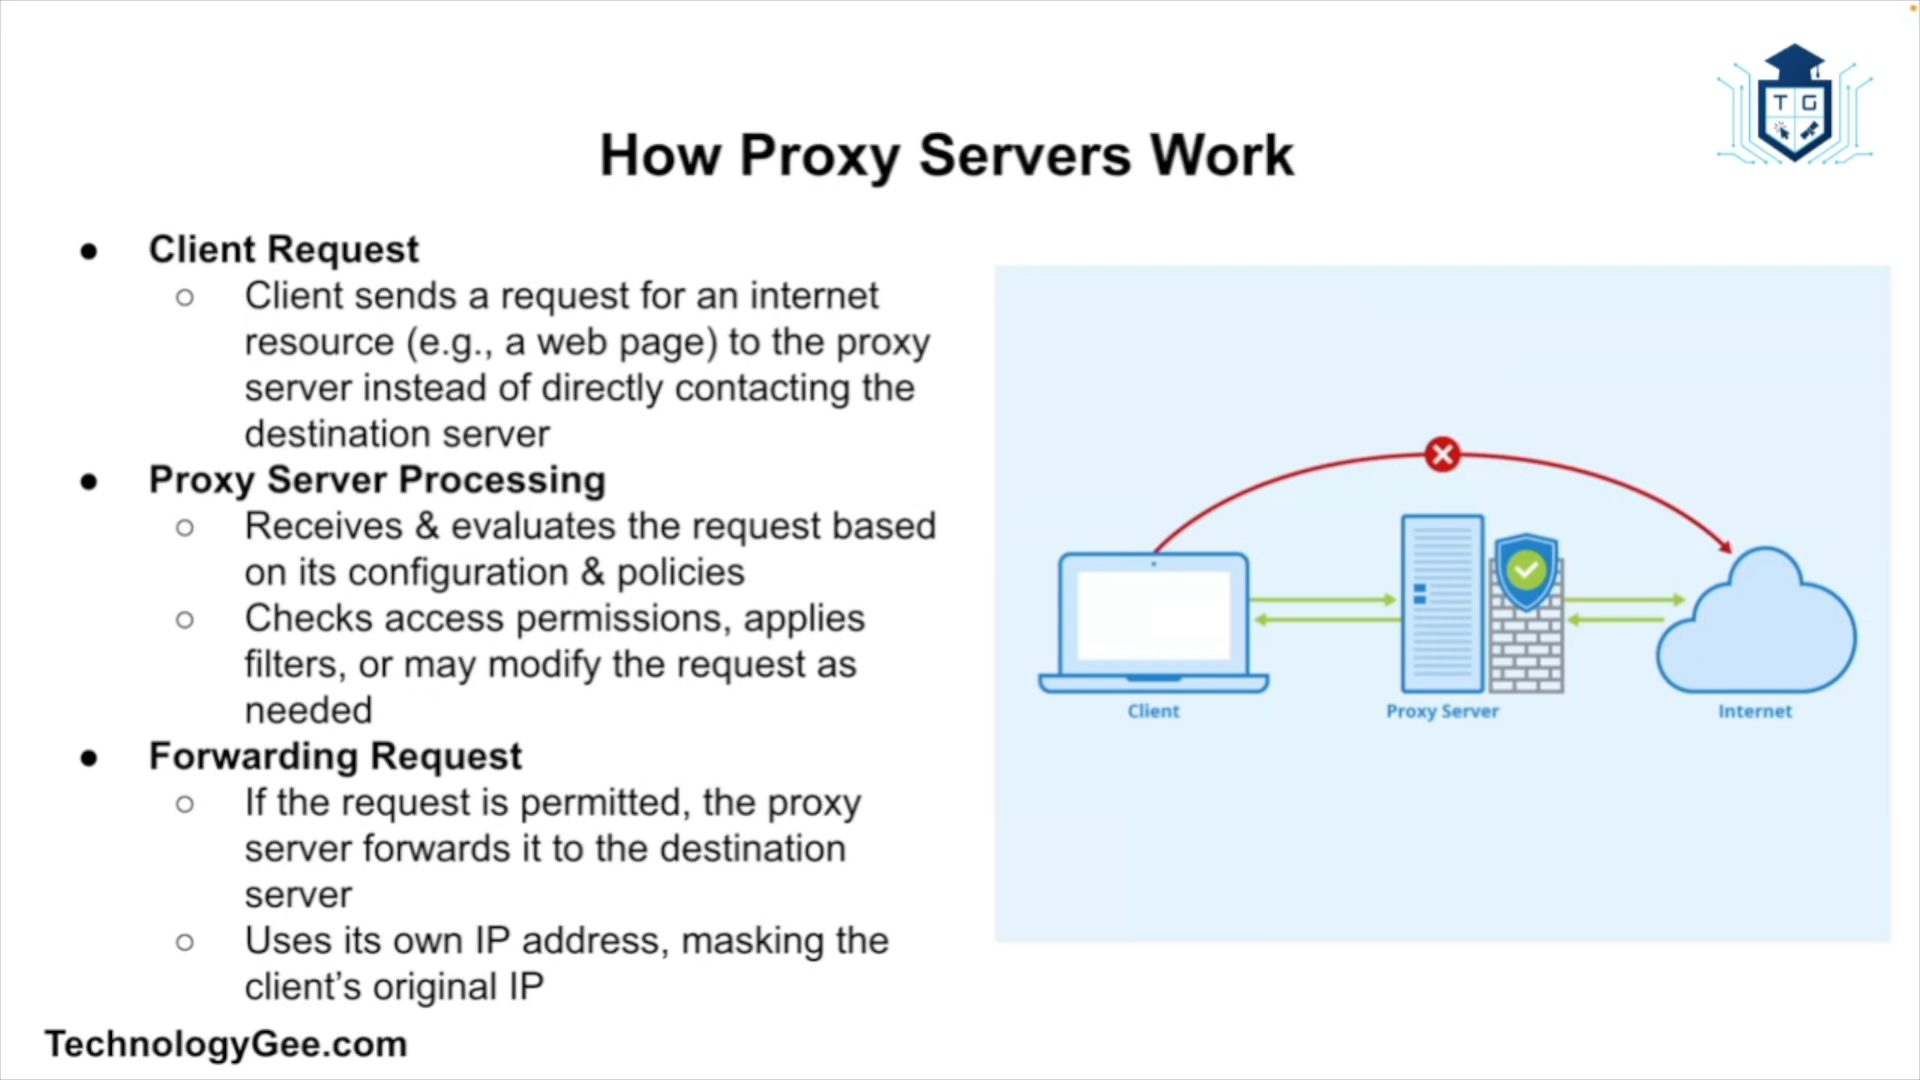 T G
How Proxy Servers Work
● Client Request
○ Client sends a request for an internet
resource (e.g., a web page) to the proxy
server instead of directly contacting the
destination server
● Proxy Server Processing
○ Receives & evaluates the request based
on its configuration & policies
○ Checks access permissions, applies
filters, or may modify the request as
needed
● Forwarding Request
○ If the request is permitted, the proxy
server forwards it to the destination
server
○ Uses its own IP address, masking the
client’s original IP
Client
Proxy Server
Internet
TechnologyGee.com